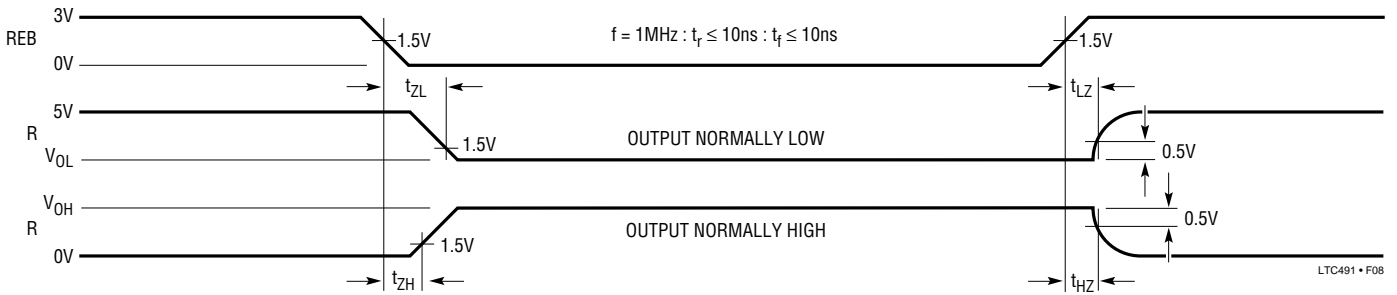 3V
REB
1.5V
f = 1MHz : tr ≤ 10ns : tf ≤ 10ns
1.5V
0V
tZL
tLZ
5V
R
1.5V
OUTPUT NORMALLY LOW
0.5V
VOL
VOH
R
1.5V
OUTPUT NORMALLY HIGH
0.5V
0V
tZH
tHZ
LTC491 • F08